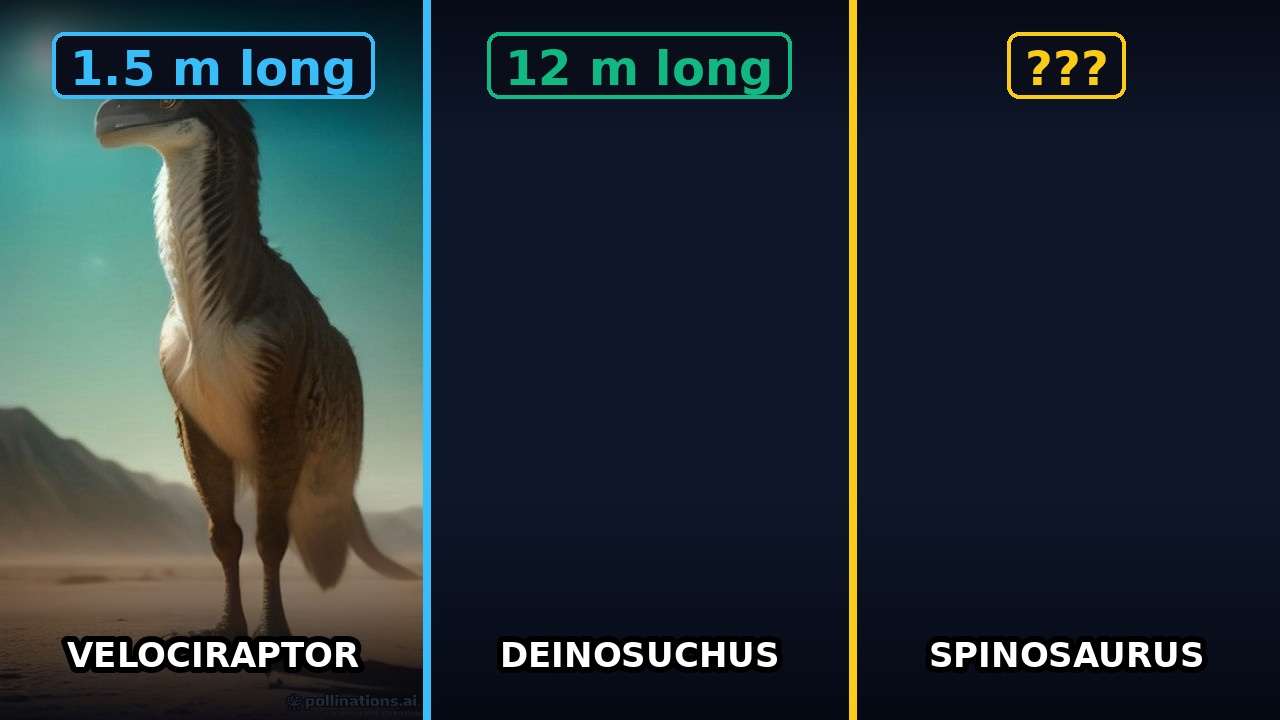 1.5 m long
12 m long
???
VELOCIRAPTOR
DEINOSUCHUS
SPINOSAURUS
pollinations.ai